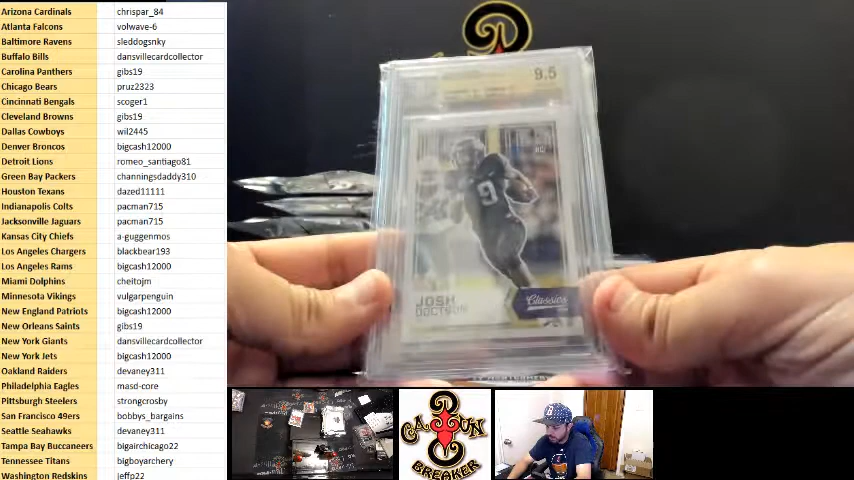 Arizona Cardinals chrispar_84
Atlanta Falcons volwave-6
Baltimore Ravens sleddogsnky
Buffalo Bills dansvillecardcollector
Carolina Panthers gibs19
Chicago Bears pruz2323
Cincinnati Bengals scoger1
Cleveland Browns gibs19
Dallas Cowboys wil2445
Denver Broncos bigcash12000
Detroit Lions romeo_santiago81
Green Bay Packers channingsdaddy310
Houston Texans dazed11111
Indianapolis Colts pacman715
Jacksonville Jaguars pacman715
Kansas City Chiefs a-guggenmos
Los Angeles Chargers blackbear193
Los Angeles Rams bigcash12000
Miami Dolphins cheitojm
Minnesota Vikings vulgarpenguin
New England Patriots bigcash12000
New Orleans Saints gibs19
New York Giants dansvillecardcollector
New York Jets bigcash12000
Oakland Raiders devaney311
Philadelphia Eagles masd-core
Pittsburgh Steelers strongcrosby
San Francisco 49ers bobbys_bargains
Seattle Seahawks devaney311
Tampa Bay Buccaneers bigairchicago22
Tennessee Titans bigboyarchery
Washington Redskins jeffp22
9.5
9
JOSH
DOCTSON
Classics
CAJUN
BREAKER